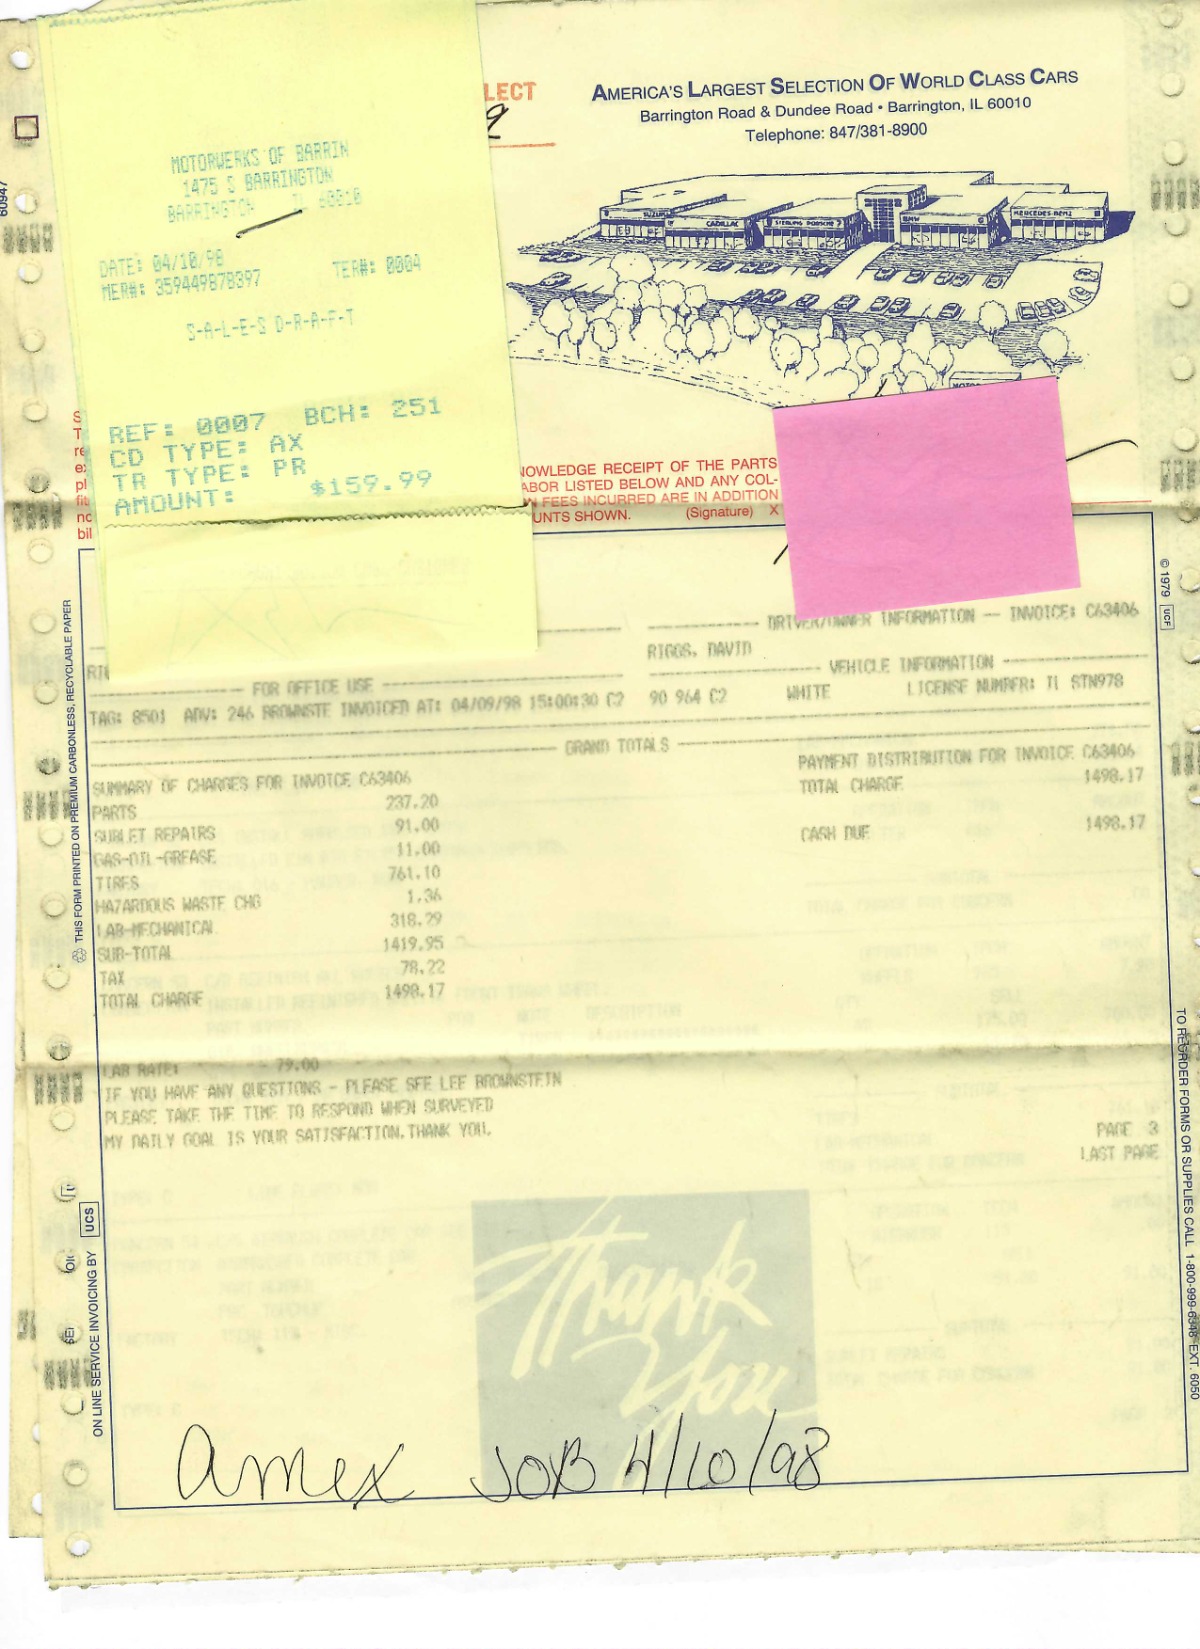 LECT
AMERICA'S LARGEST SELECTION OF WORLD CLASS CARS
Barrington Road & Dundee Road • Barrington, IL 60010
Telephone: 847/381-8900
60947
MOTORWERKS OF BARRIN
1475 S BARRINGTON
BARRINGTON IL 60010
DATE: 04/10/98 TER#: 0004
MER#: 359449878397
S-A-L-E-S D-R-A-F-T
REF: 0007 BCH: 251
CD TYPE: AX
TR TYPE: PR
AMOUNT: $159.99
SUZUKI
CADILLAC
STERLING PORSCHE
BMW
MERCEDES-BENZ
NOWLEDGE RECEIPT OF THE PARTS
ABOR LISTED BELOW AND ANY COL-
N FEES INCURRED ARE IN ADDITION
UNTS SHOWN. (Signature) X
DRIVER/OWNER INFORMATION — INVOICE: C63406
RIGGS, DAVID
FOR OFFICE USE
VEHICLE INFORMATION
TAG: 8501 ADV: 246 BROWNSTE INVOICED AT: 04/09/98 15:00:30 C2 90 964 C2 WHITE LICENSE NUMBER: IL STN978
GRAND TOTALS
SUMMARY OF CHARGES FOR INVOICE C63406 PAYMENT DISTRIBUTION FOR INVOICE C63406
PARTS 237.20 TOTAL CHARGE 1498.17
SUBLET REPAIRS 91.00 CASH DUE 1498.17
GAS-OIL-GREASE 11.00
TIRES 761.10
HAZARDOUS WASTE CHG 1.36
LAB-MECHANICAL 318.29
SUB-TOTAL 1419.95
TAX 78.22
TOTAL CHARGE 1498.17
LAB RATE: 79.00
IF YOU HAVE ANY QUESTIONS - PLEASE SEE LEE BROWNSTEIN
PLEASE TAKE THE TIME TO RESPOND WHEN SURVEYED
MY DAILY GOAL IS YOUR SATISFACTION.THANK YOU.
PAGE 3
LAST PAGE
Thank
You
Amex JOB 4/10/98
THIS FORM PRINTED ON PREMIUM CARBONLESS, RECYCLABLE PAPER
UCS
ON LINE SERVICE INVOICING BY
© 1979 UCF
TO REORDER FORMS OR SUPPLIES CALL 1-800-999-6348 EXT. 6050